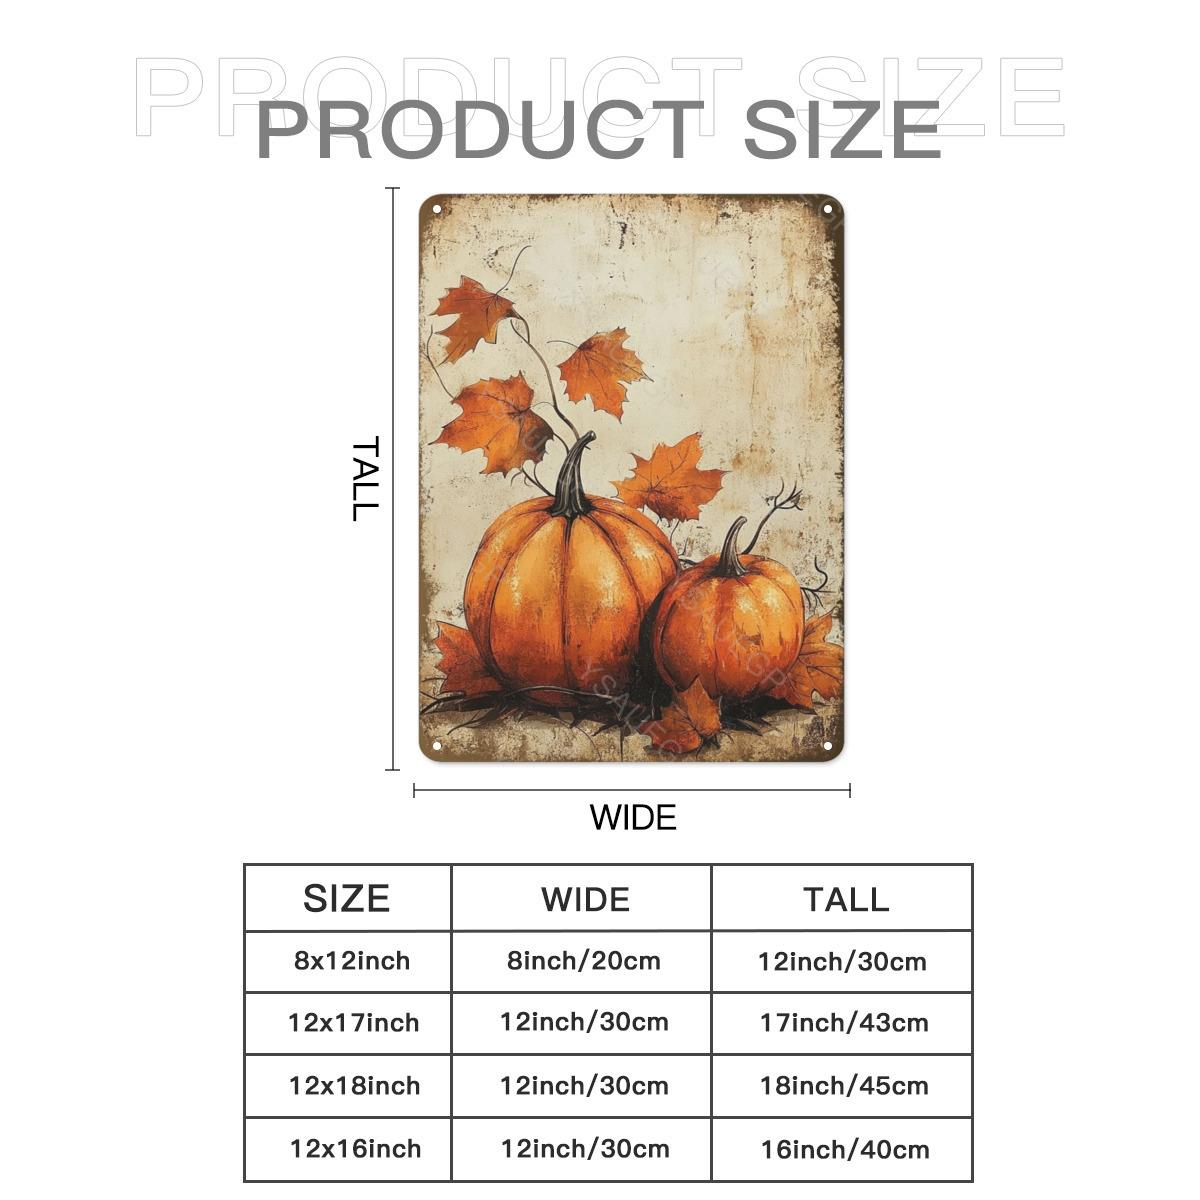 PRODUCT SIZE
PRODUCT SIZE
TALL
YSAUEGP
WIDE
SIZE WIDE TALL
8x12inch 8inch/20cm 12inch/30cm
12x17inch 12inch/30cm 17inch/43cm
12x18inch 12inch/30cm 18inch/45cm
12x16inch 12inch/30cm 16inch/40cm